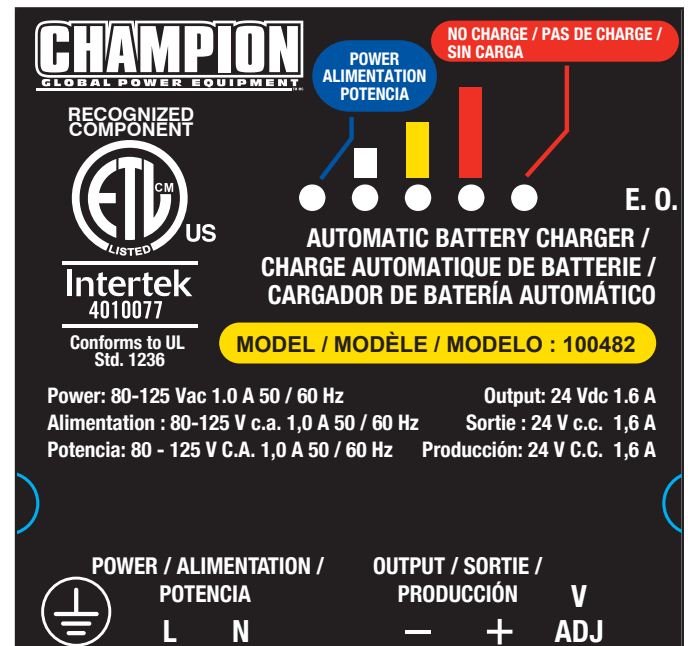 CHAMPION
GLOBAL POWER EQUIPMENT
RECOGNIZED
COMPONENT
ETL
CM
LISTED
US
Intertek
4010077
Conforms to UL
Std. 1236
POWER
ALIMENTATION
POTENCIA
NO CHARGE / PAS DE CHARGE /
SIN CARGA
E. O.
AUTOMATIC BATTERY CHARGER /
CHARGE AUTOMATIQUE DE BATTERIE /
CARGADOR DE BATERÍA AUTOMÁTICO
MODEL / MODÈLE / MODELO : 100482
Power: 80-125 Vac 1.0 A 50 / 60 Hz
Output: 24 Vdc 1.6 A
Alimentation : 80-125 V c.a. 1,0 A 50 / 60 Hz
Sortie : 24 V c.c. 1,6 A
Potencia: 80 - 125 V C.A. 1,0 A 50 / 60 Hz
Producción: 24 V C.C. 1,6 A
POWER / ALIMENTATION /
POTENCIA
L N
OUTPUT / SORTIE /
PRODUCCIÓN
− +
V
ADJ